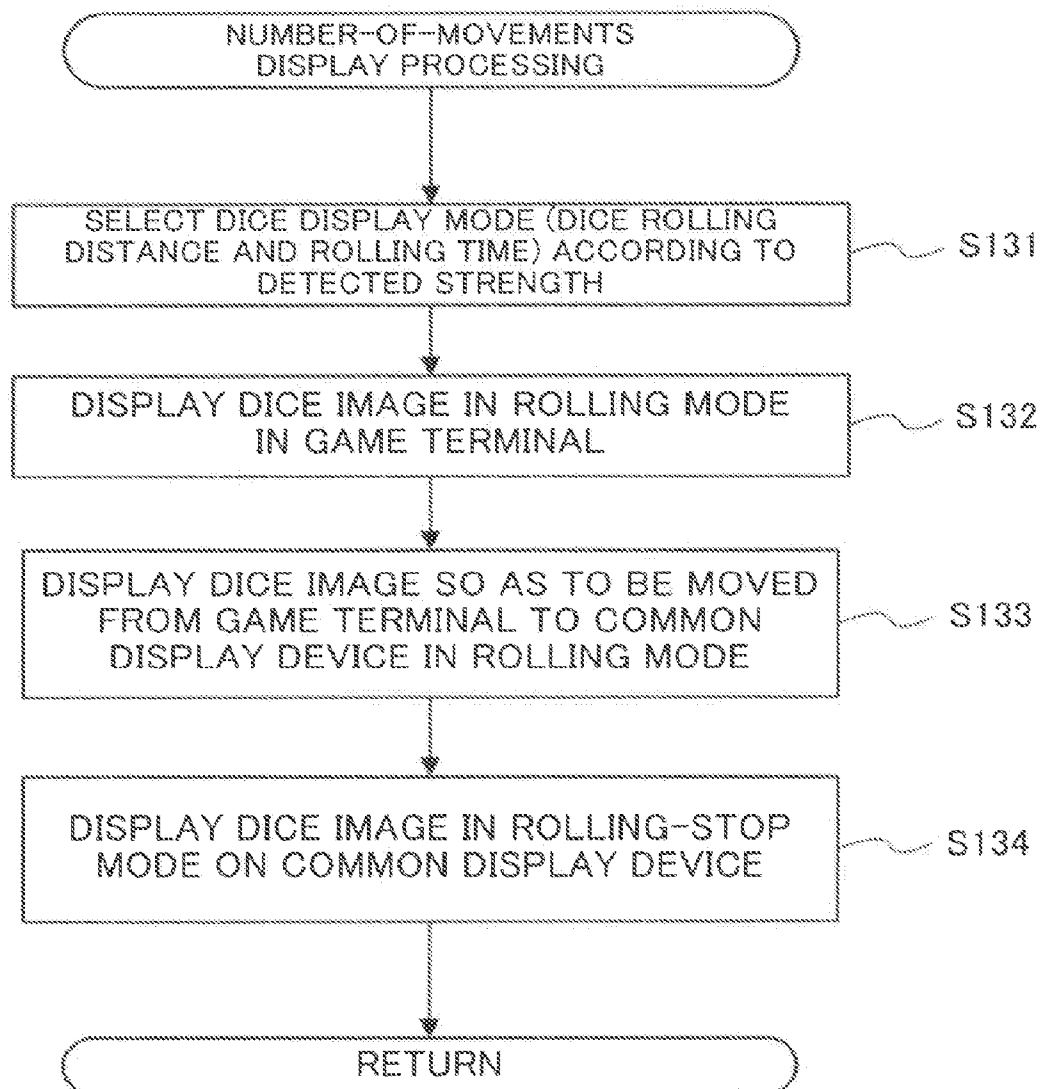 NUMBER-OF-MOVEMENTS
DISPLAY PROCESSING
SELECT DICE DISPLAY MODE (DICE ROLLING
DISTANCE AND ROLLING TIME) ACCORDING TO
DETECTED STRENGTH
S131
DISPLAY DICE IMAGE IN ROLLING MODE
IN GAME TERMINAL
S132
DISPLAY DICE IMAGE SO AS TO BE MOVED
FROM GAME TERMINAL TO COMMON
DISPLAY DEVICE IN ROLLING MODE
S133
DISPLAY DICE IMAGE IN ROLLING-STOP
MODE ON COMMON DISPLAY DEVICE
S134
RETURN